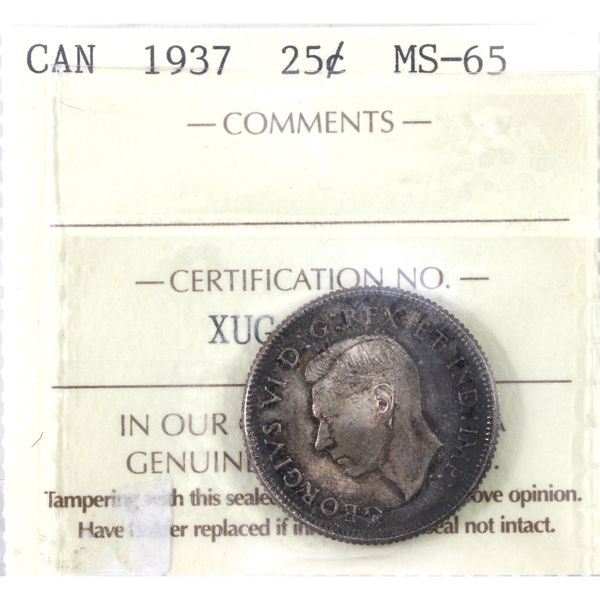 CAN 1937 25¢ MS-65
— COMMENTS —
— CERTIFICATION NO. —
XUG
GEORGIVS VI D:G:REX ET IND:IMP:
IN OUR
GENUINE
Tampering with this sealed above opinion.
Have replaced if seal not intact.